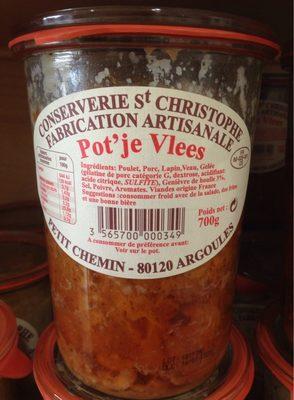 CONSERVERIE St CHRISTOPHE
FABRICATION ARTISANALE
Pot'je Vlees
Ingrédients: Poulet, Porc, Lapin, Veau, Gelée
(gélatine de porc catégorie G, dextrose, acidifiant:
acide citrique, SULFITE), Genièvre de houlle 3%,
Sel, Poivre, Aromates. Viandes origine France
Suggestions :consommer froid avec de la salade, des frites
et une bonne bière
Poids net :
700g
3 565700 000349
A consommer de préférence avant:
Voir sur le pot.
PETIT CHEMIN - 80120 ARGOULES